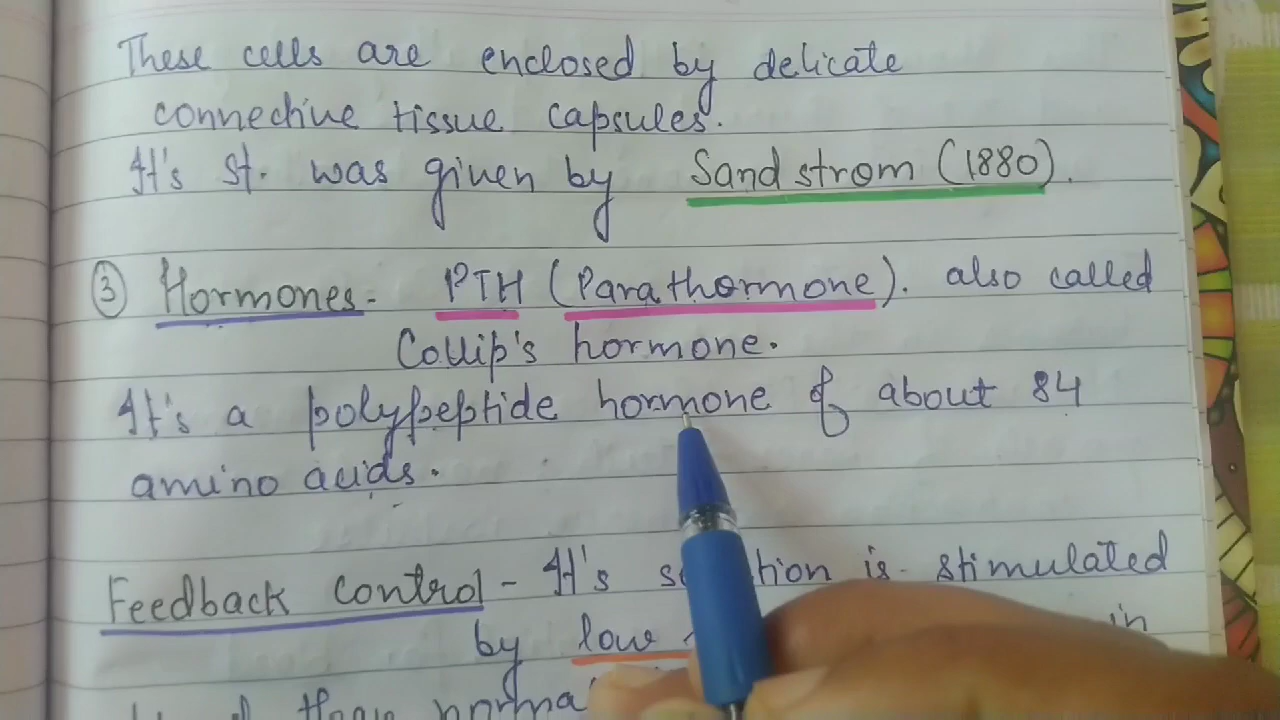 These cells are enclosed by delicate
connective tissue capsules.
It's st. was given by Sandstrom (1880).
③ Hormones- PTH (Parathormone). also called
Collip's hormone.
It's a polypeptide hormone of about 84
amino acids.
Feedback control - It's is stimulated
by low in
than